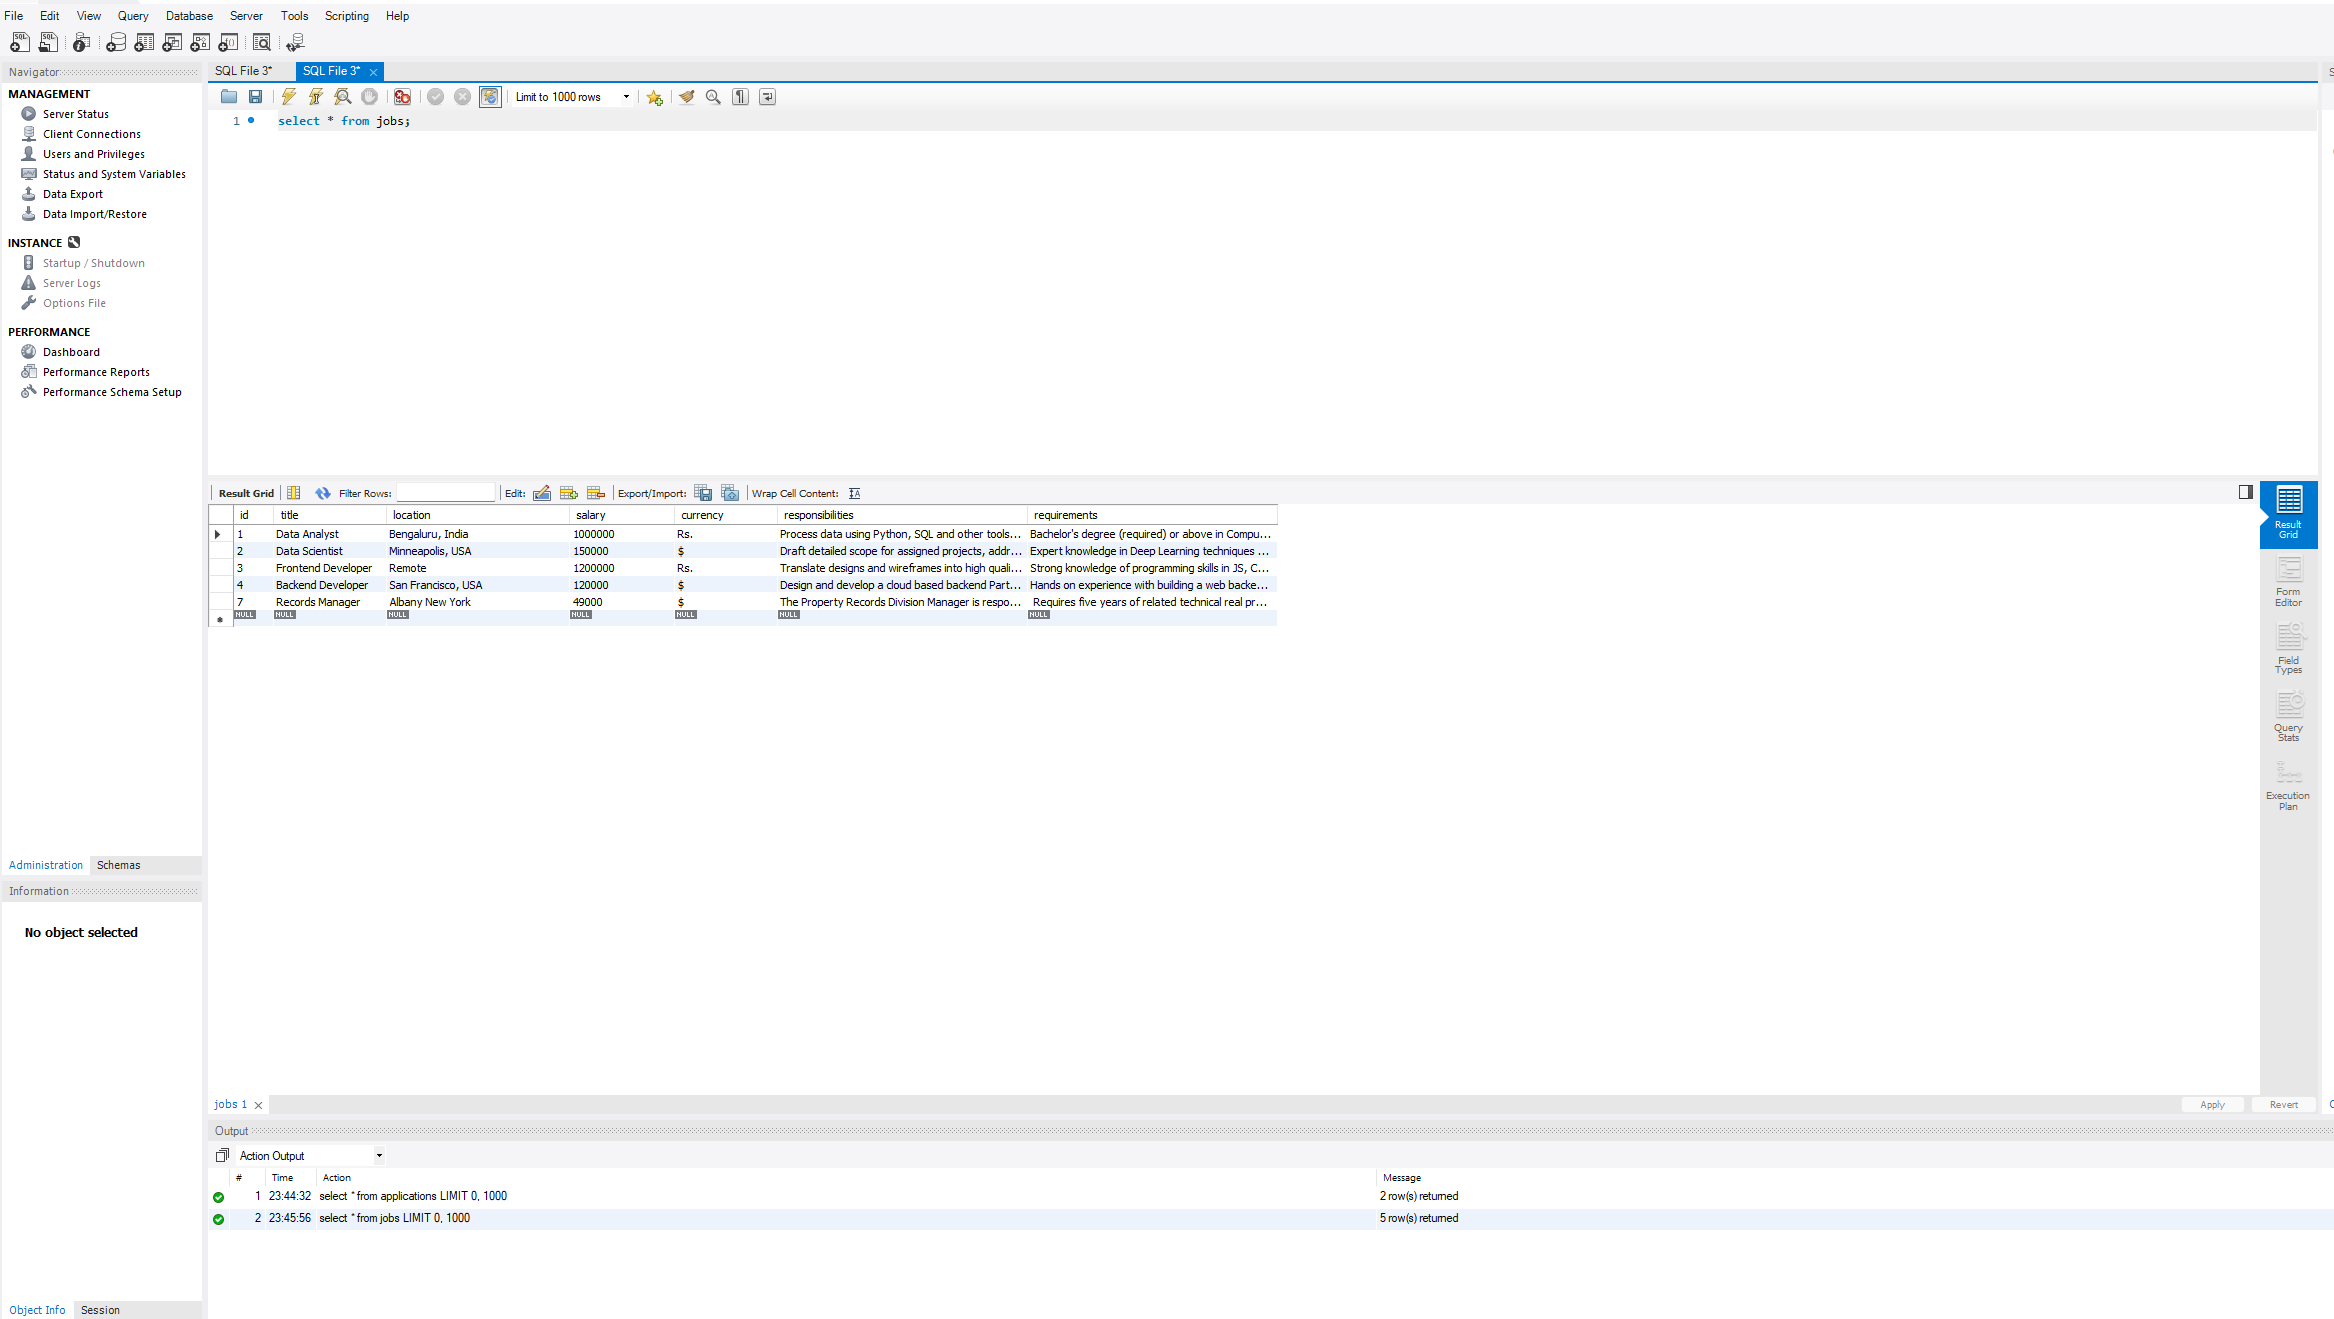 File Edit View Query Database Server Tools Scripting Help
Navigator
MANAGEMENT
Server Status
Client Connections
Users and Privileges
Status and System Variables
Data Export
Data Import/Restore
INSTANCE
Startup / Shutdown
Server Logs
Options File
PERFORMANCE
Dashboard
Performance Reports
Performance Schema Setup
Administration Schemas
Information
No object selected
Object Info Session
SQL File 3* SQL File 3*
Limit to 1000 rows
1 select * from jobs;
Result Grid Filter Rows: Edit: Export/Import: Wrap Cell Content:
id title location salary currency responsibilities requirements
1 Data Analyst Bengaluru, India 1000000 Rs. Process data using Python, SQL and other tools... Bachelor's degree (required) or above in Compu...
2 Data Scientist Minneapolis, USA 150000 $ Draft detailed scope for assigned projects, addr... Expert knowledge in Deep Learning techniques ...
3 Frontend Developer Remote 1200000 Rs. Translate designs and wireframes into high quali... Strong knowledge of programming skills in JS, C...
4 Backend Developer San Francisco, USA 120000 $ Design and develop a cloud based backend Part... Hands on experience with building a web backe...
7 Records Manager Albany New York 49000 $ The Property Records Division Manager is respo... Requires five years of related technical real pr...
NULL NULL NULL NULL NULL NULL NULL
Result
Grid
Form
Editor
Field
Types
Query
Stats
Execution
Plan
jobs 1 Apply Revert
Output
Action Output
# Time Action Message
1 23:44:32 select * from applications LIMIT 0, 1000 2 row(s) returned
2 23:45:56 select * from jobs LIMIT 0, 1000 5 row(s) returned